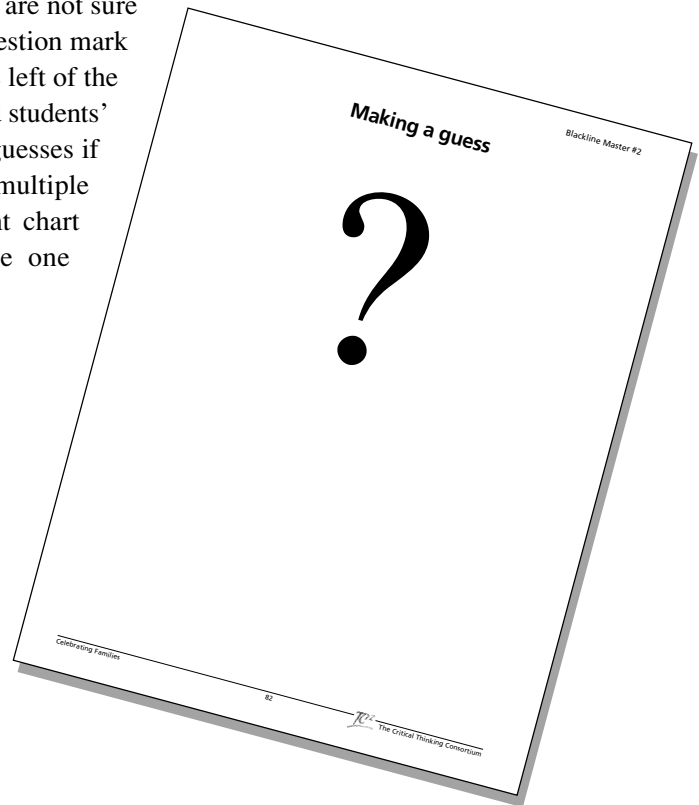 are not sure
estion mark
left of the
students'
guesses if
multiple
chart
one
Making a guess
Blackline Master #2
?
Celebrating Families
82
TC²
The Critical Thinking Consortium